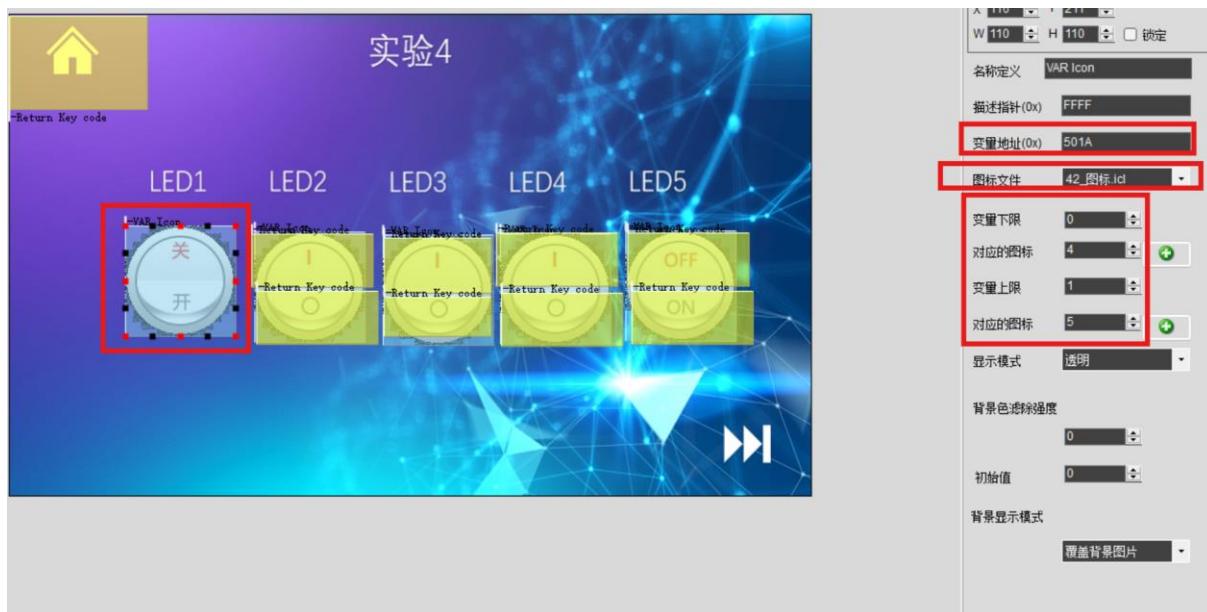 实验4
-Return Key code
LED1 LED2 LED3 LED4 LED5
-VAR Icon
关
开
-Return Key code
-Return Key code
-Return Key code
-Return Key code
OFF
ON
W 110 H 110 锁定
名称定义 VAR Icon
描述指针(0x) FFFF
变量地址(0x) 501A
图标文件 42_图标.icl
变量下限 0
对应的图标 4
变量上限 1
对应的图标 5
显示模式 透明
背景色滤除强度
0
初始值 0
背景显示模式
覆盖背景图片